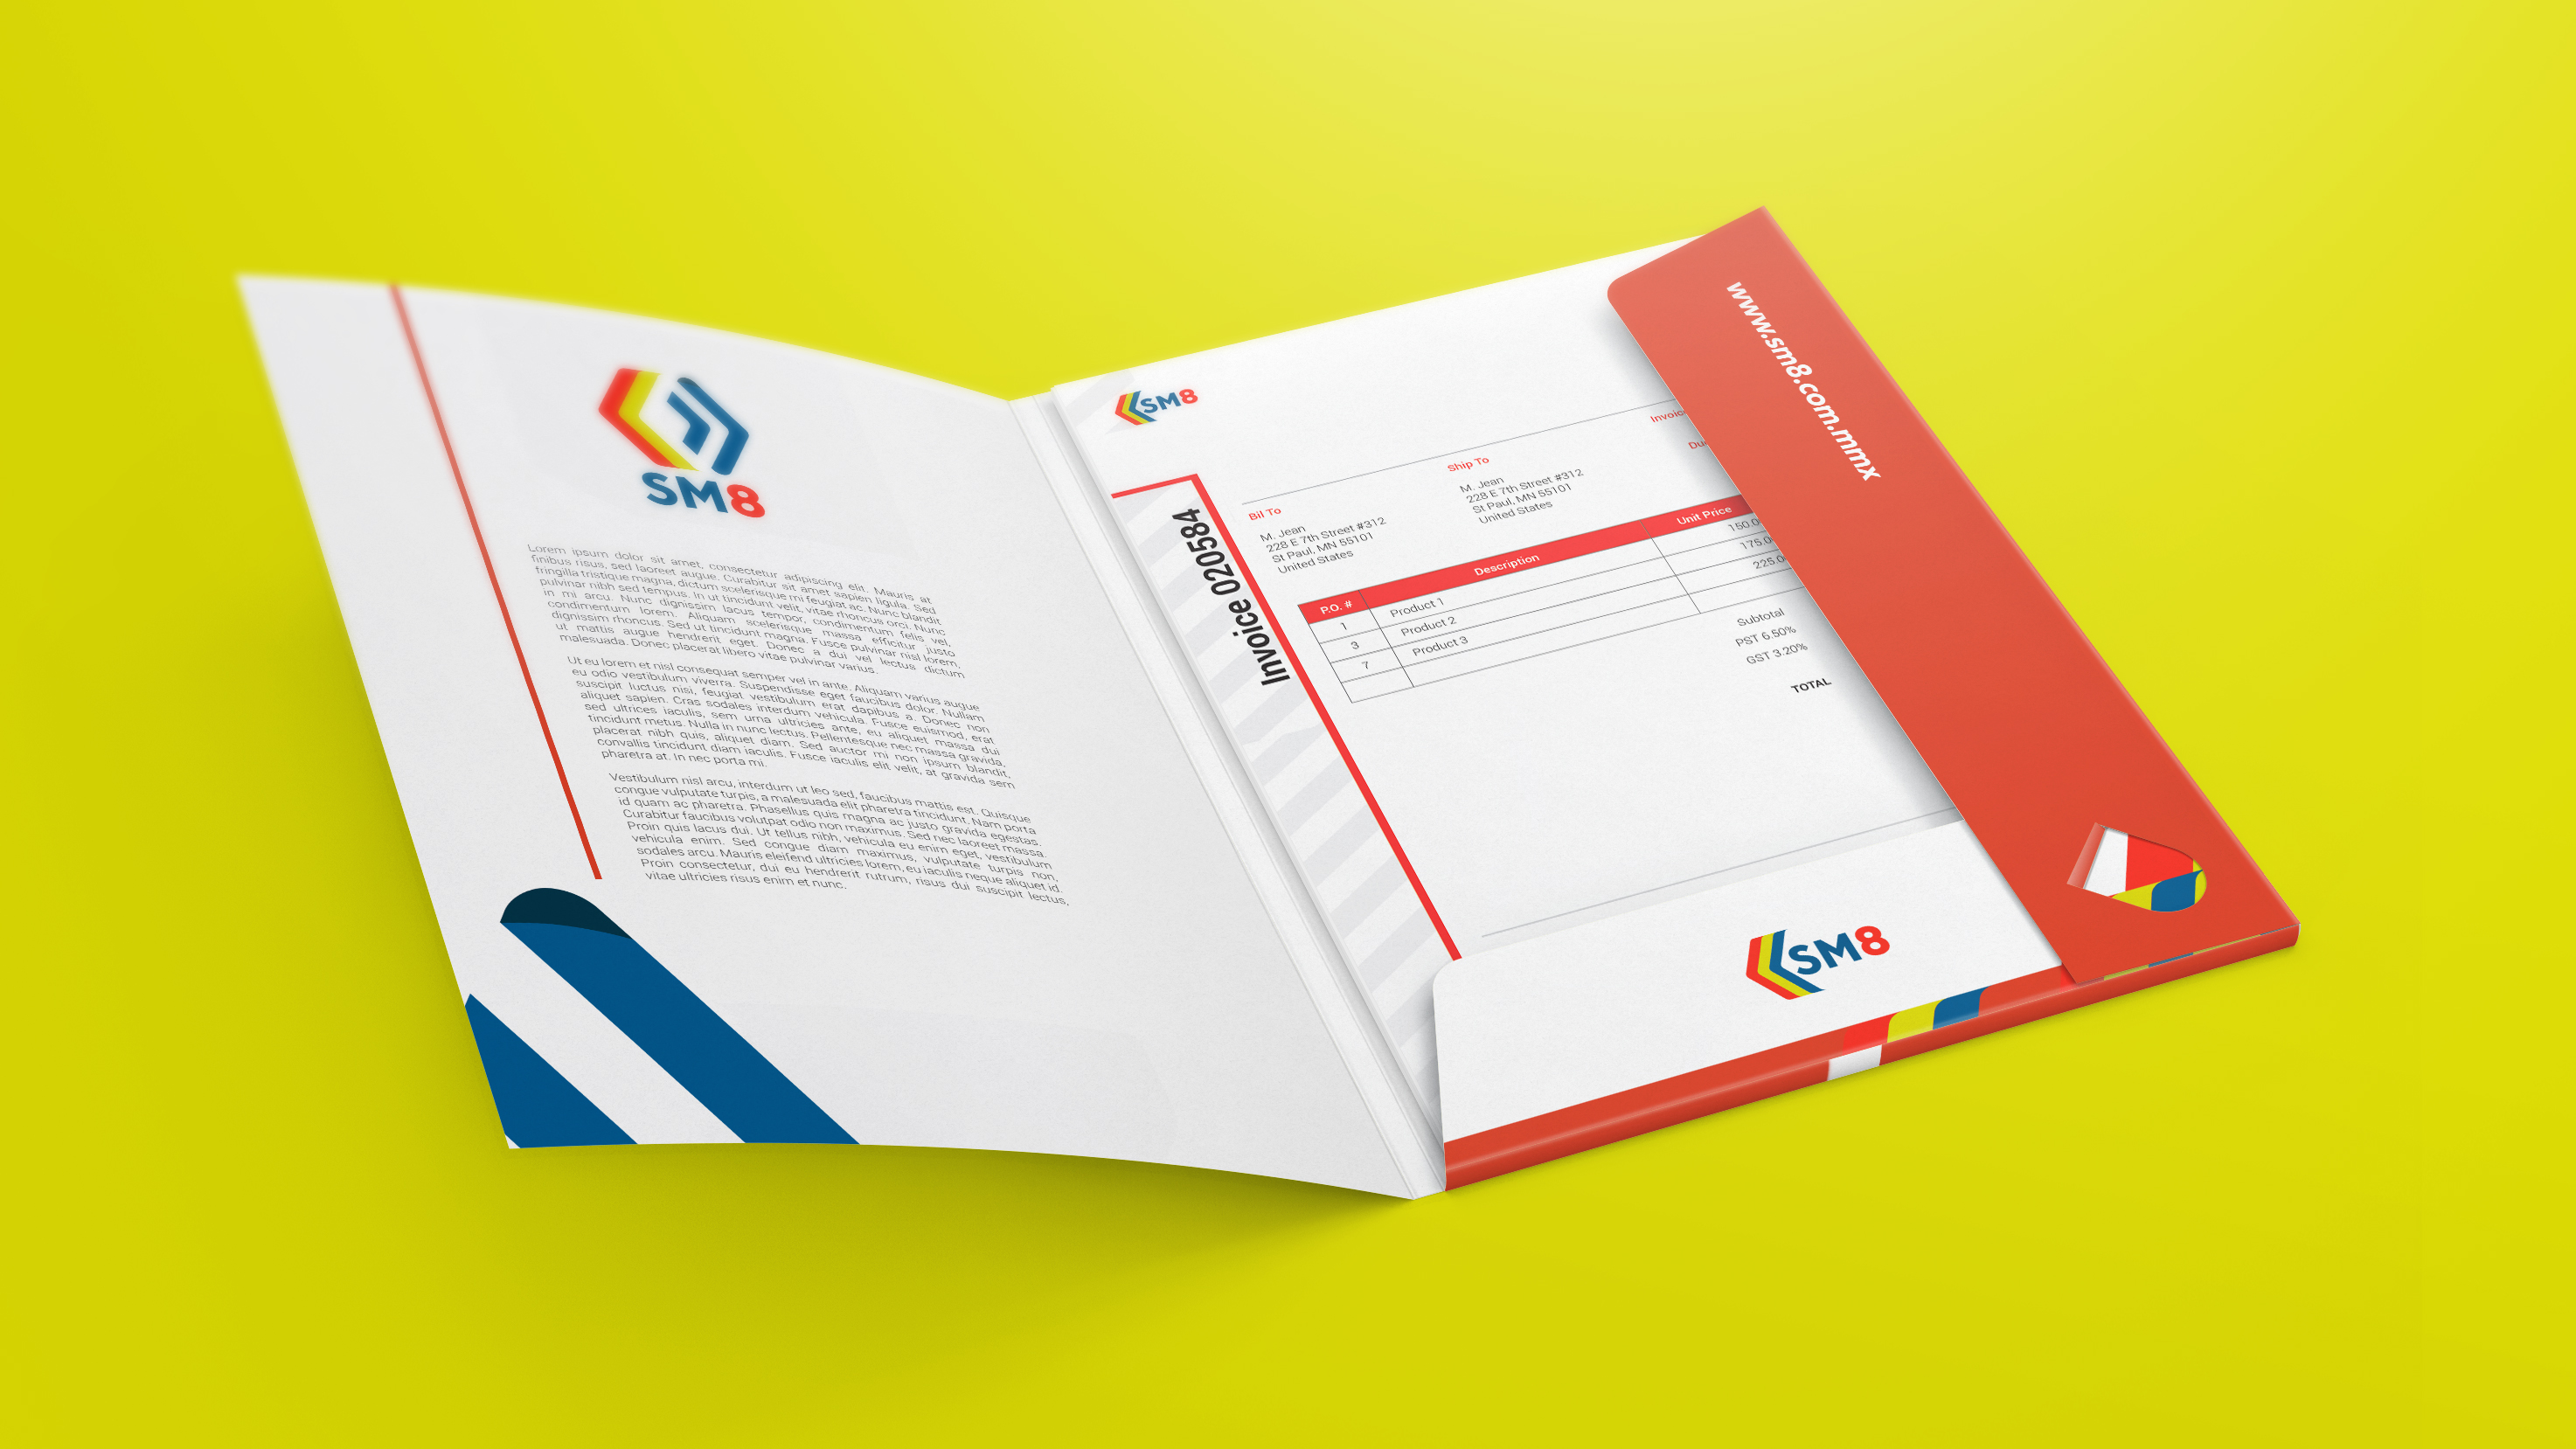 SM8
Lorem ipsum dolor sit amet, consectetur adipiscing elit. Mauris at
finibus risus, sed laoreet augue. Curabitur sit amet sapien ligula. Sed
fringilla tristique magna, dictum scelerisque mi feugiat ac. Nunc blandit
pulvinar nibh sed tempus. In ut tincidunt velit, vitae rhoncus orci. Nunc
in mi arcu. Nunc dignissim lacus tempor, condimentum felis vel,
condimentum lorem. Aliquam scelerisque massa efficitur justo
dignissim rhoncus. Sed ut tincidunt magna. Fusce pulvinar nisl lorem,
ut mattis augue hendrerit eget. Donec a dui vel lectus dictum
malesuada. Donec placerat libero vitae pulvinar varius.
Ut eu lorem et nisl consequat semper vel in ante. Aliquam varius augue
eu odio vestibulum viverra. Suspendisse eget faucibus dolor. Nullam
suscipit luctus nisi, feugiat vestibulum erat dapibus a. Donec non
aliquet sapien. Cras sodales interdum vehicula. Fusce euismod, erat
sed ultrices iaculis, sem urna ultricies ante, eu aliquet massa dui
tincidunt metus. Nulla in nunc lectus. Pellentesque nec massa gravida,
placerat nibh quis, aliquet diam. Sed auctor mi non ipsum blandit,
convallis tincidunt diam iaculis. Fusce iaculis elit velit, at gravida sem
pharetra at. In nec porta mi.
Vestibulum nisl arcu, interdum ut leo sed, faucibus mattis est. Quisque
congue vulputate turpis, a malesuada elit pharetra tincidunt. Nam porta
id quam ac pharetra. Phasellus quis magna ac justo gravida egestas.
Curabitur faucibus volutpat odio non maximus. Sed nec laoreet massa.
Proin quis lacus dui. Ut tellus nibh, vehicula eu enim eget, vestibulum
vehicula enim. Sed congue diam maximus, vulputate turpis non,
sodales arcu. Mauris eleifend ultricies lorem, eu iaculis neque aliquet id.
Proin consectetur, dui eu hendrerit rutrum, risus dui suscipit lectus,
vitae ultricies risus enim et nunc.
SM8
Invoice 020584
Bil To
M. Jean
228 E 7th Street #312
St Paul, MN 55101
United States
Ship To
M. Jean
228 E 7th Street #312
St Paul, MN 55101
United States
Invoic
Du
P.O. # Description Unit Price
1 Product 1 150.0
3 Product 2 175.0
7 Product 3 225.0
Subtotal
PST 6.50%
GST 3.20%
TOTAL
SM8
www.sm8.com.mmx